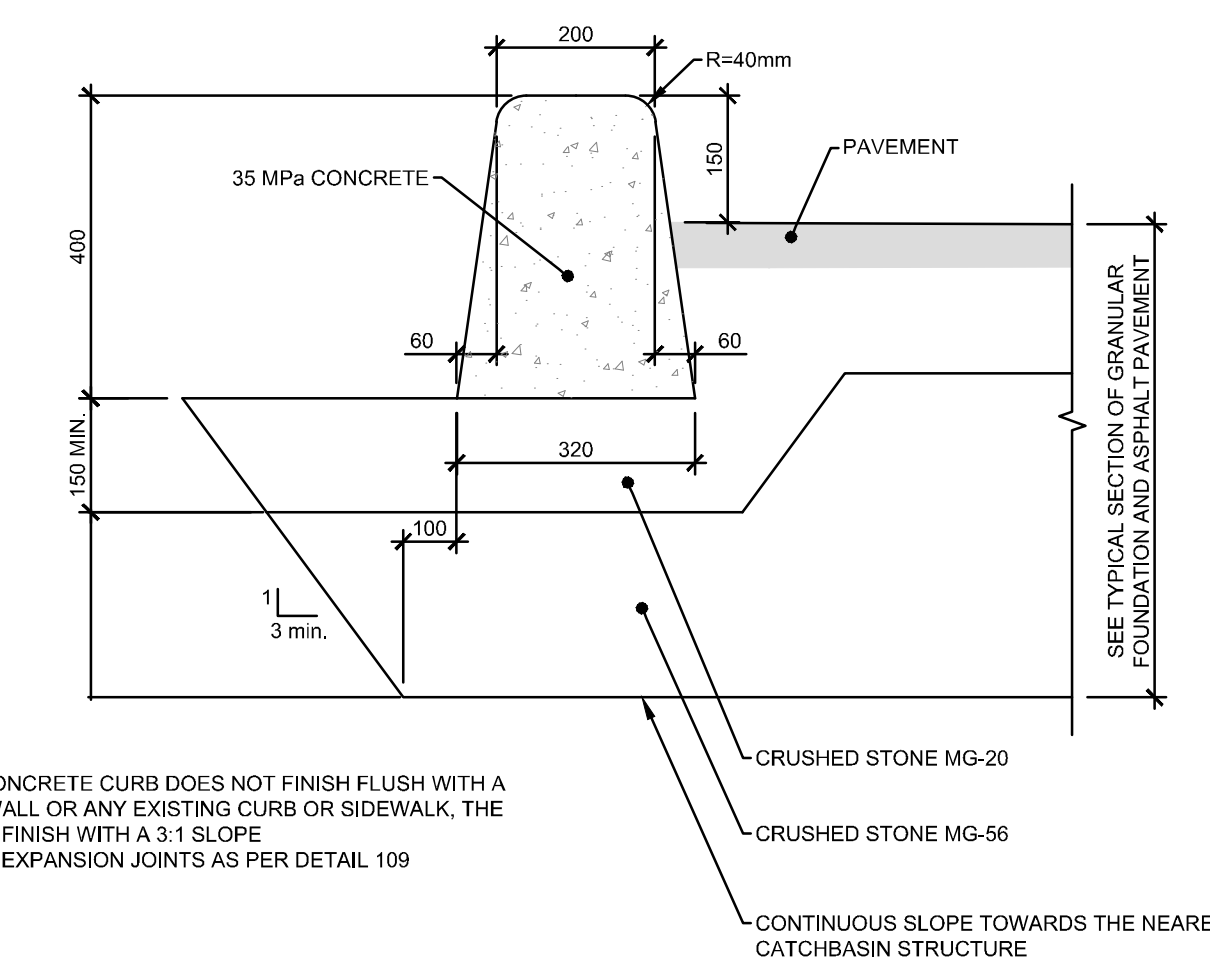 200
R=40mm
150
PAVEMENT
35 MPa CONCRETE
400
60
60
SEE TYPICAL SECTION OF GRANULAR
FOUNDATION AND ASPHALT PAVEMENT
150 MIN.
320
100
1
3 min.
CRUSHED STONE MG-20
WALL OR ANY EXISTING CURB OR SIDEWALK, THE
CONCRETE CURB DOES NOT FINISH FLUSH WITH A
FINISH WITH A 3:1 SLOPE
EXPANSION JOINTS AS PER DETAIL 109
CRUSHED STONE MG-56
CONTINUOUS SLOPE TOWARDS THE NEARE
CATCHBASIN STRUCTURE